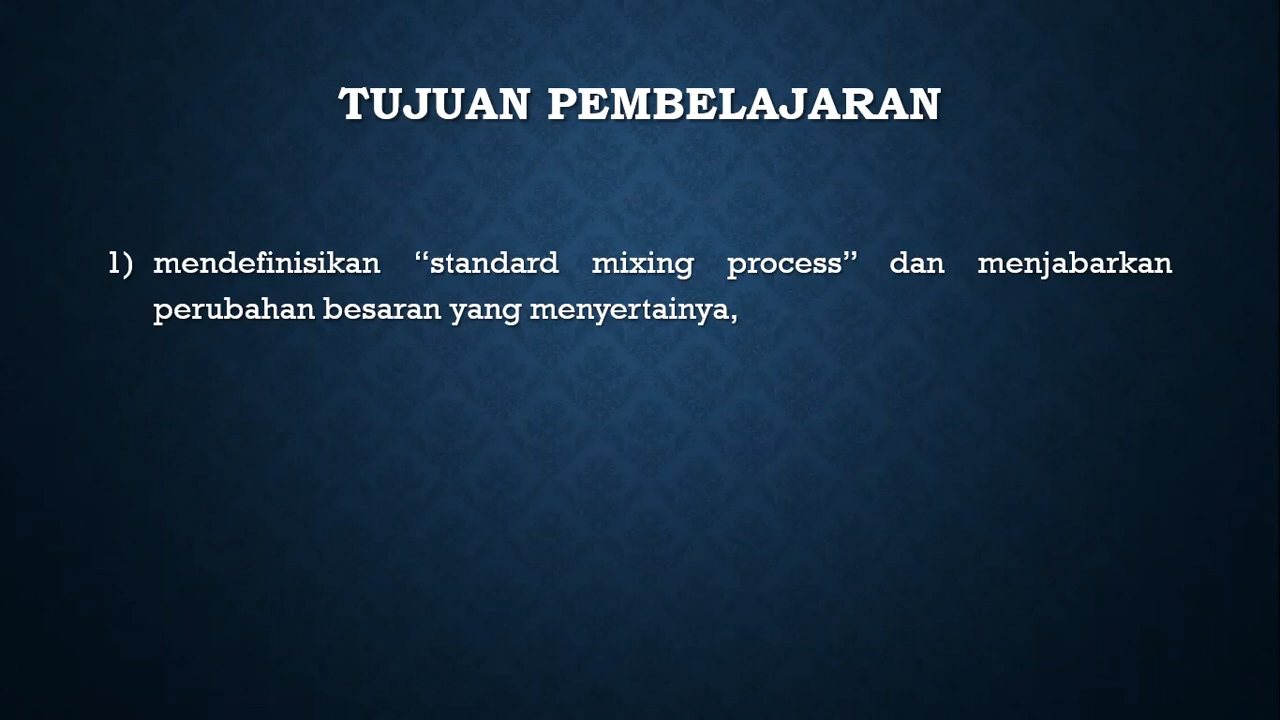 TUJUAN PEMBELAJARAN
1) mendefinisikan “standard mixing process” dan menjabarkan
perubahan besaran yang menyertainya,